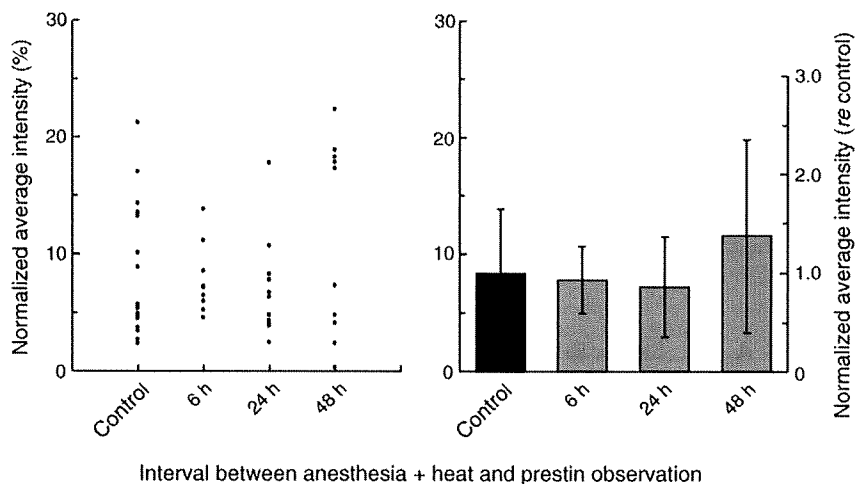 Normalized average intensity (%)
30
20
10
0
Control
6 h
24 h
48 h
30
20
10
0
Control
6 h
24 h
48 h
3.0
2.0
1.0
0
Normalized average intensity (re control)
Interval between anesthesia + heat and prestin observation